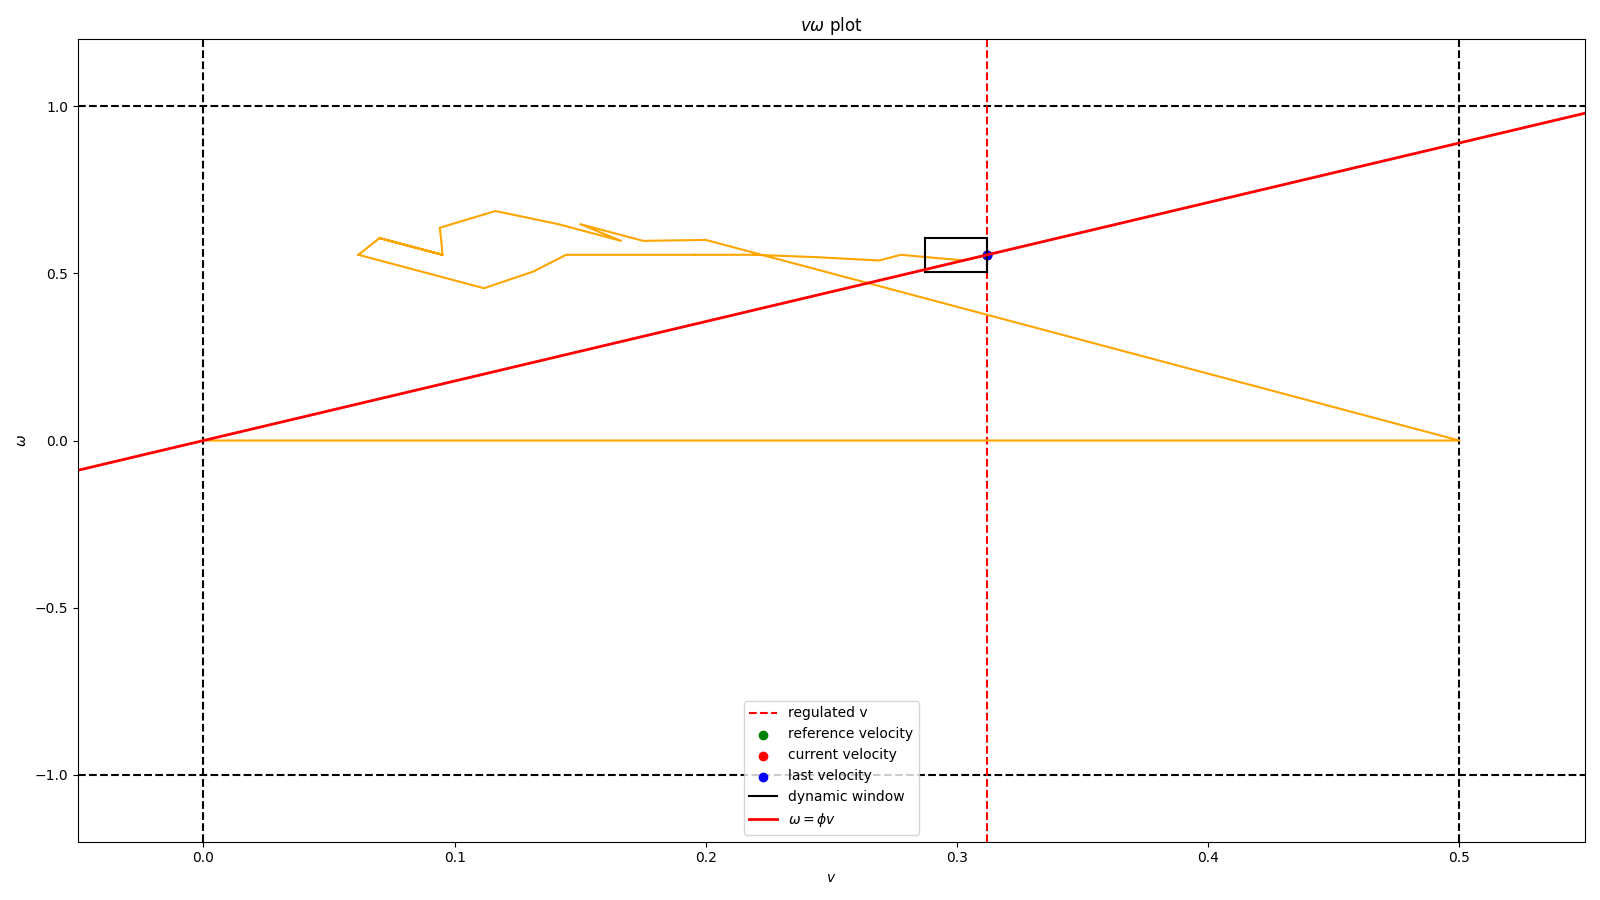 vω plot
1.0
0.5
0.0
−0.5
−1.0
ω
regulated v
reference velocity
current velocity
last velocity
dynamic window
ω = ϕv
0.0 0.1 0.2 0.3 0.4 0.5
v